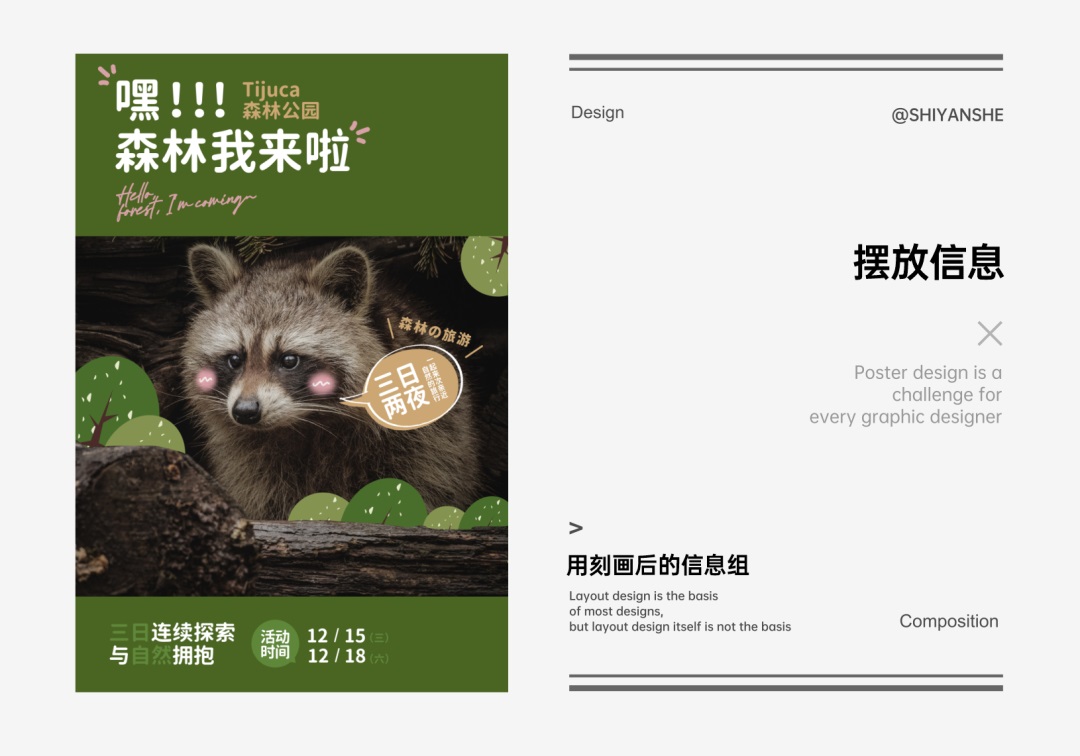 嘿!!!
Tijuca
森林公园
森林我来啦
Hello,
forest, I'm coming~
森林の旅游
三日
两夜
一起来次亲近
自然的旅行
三日连续探索
与自然拥抱
活动
时间
12 / 15 (三)
12 / 18 (六)
Design
@SHIYANSHE
摆放信息
Poster design is a
challenge for
every graphic designer
>
用刻画后的信息组
Layout design is the basis
of most designs,
but layout design itself is not the basis
Composition